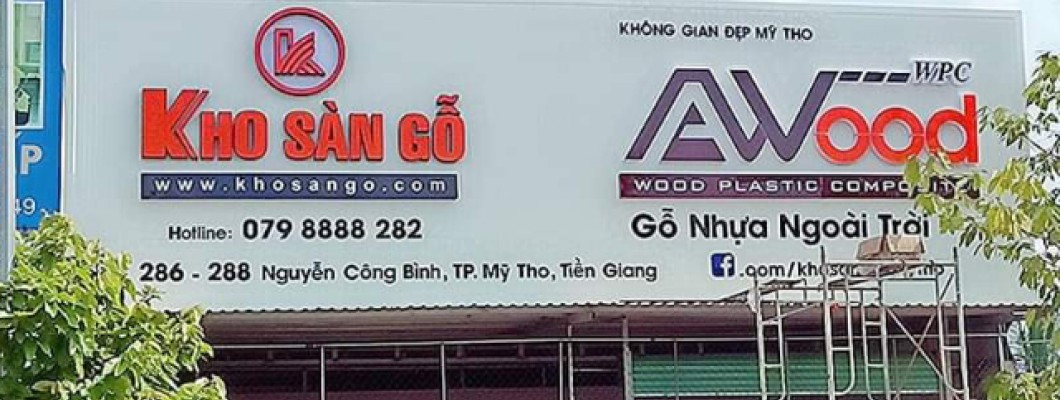 KHO SÀN GỖ
www.khosango.com
Hotline: 079 8888 282
286 - 288 Nguyễn Công Bình, TP. Mỹ Tho, Tiền Giang
KHÔNG GIAN ĐẸP MỸ THO
AWood WPC
WOOD PLASTIC
Gỗ Nhựa Ngoài Trời
P
49